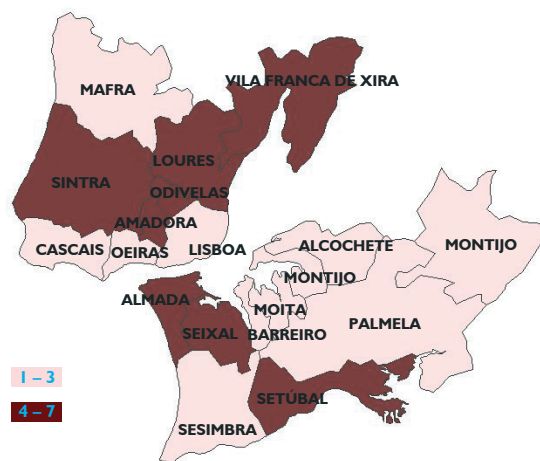 VILA FRANCA DE XIRA
MAFRA
LOURES
SINTRA
ODIVELAS
AMADORA
CASCAIS
OEIRAS
LISBOA
ALCOCHETE
MONTIJO
MONTIJO
ALMADA
MOITA
PALMELA
SEIXAL
BARREIRO
1 – 3
SETÚBAL
4 – 7
SESIMBRA